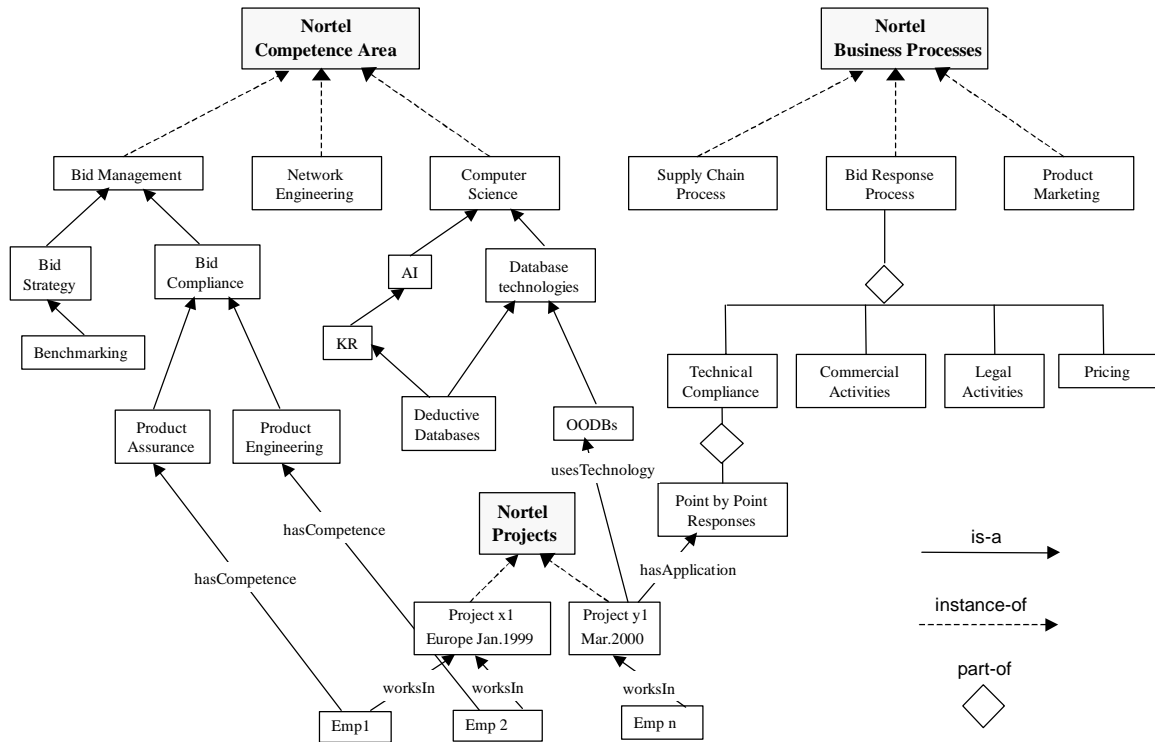 Nortel
Competence Area
Nortel
Business Processes
Bid Management
Network
Engineering
Computer
Science
Supply Chain
Process
Bid Response
Process
Product
Marketing
Bid
Strategy
Bid
Compliance
AI
Database
technologies
Benchmarking
KR
Technical
Compliance
Commercial
Activities
Legal
Activities
Pricing
Product
Assurance
Product
Engineering
Deductive
Databases
OODBs
usesTechnology
Nortel
Projects
Point by Point
Responses
hasCompetence
hasCompetence
hasApplication
is-a
instance-of
part-of
Project x1
Europe Jan.1999
Project y1
Mar.2000
worksIn
worksIn
worksIn
Emp1
Emp 2
Emp n